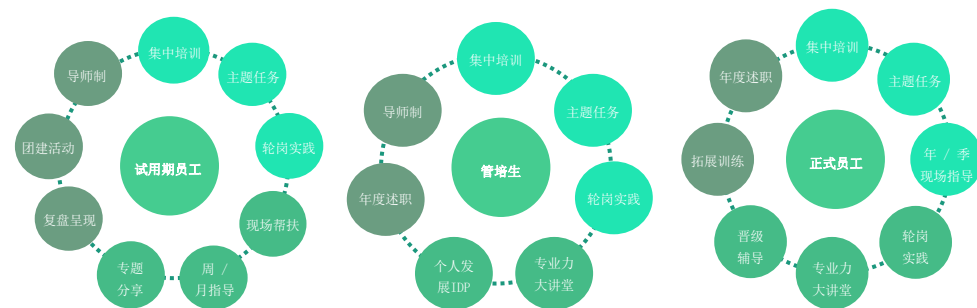 试用期员工
集中培训
主题任务
轮岗实践
现场帮扶
周 /
月指导
专题
分享
复盘呈现
团建活动
导师制
管培生
集中培训
主题任务
轮岗实践
专业力
大讲堂
个人发
展IDP
年度述职
导师制
正式员工
集中培训
主题任务
年 / 季
现场指导
轮岗
实践
专业力
大讲堂
晋级
辅导
拓展训练
年度述职